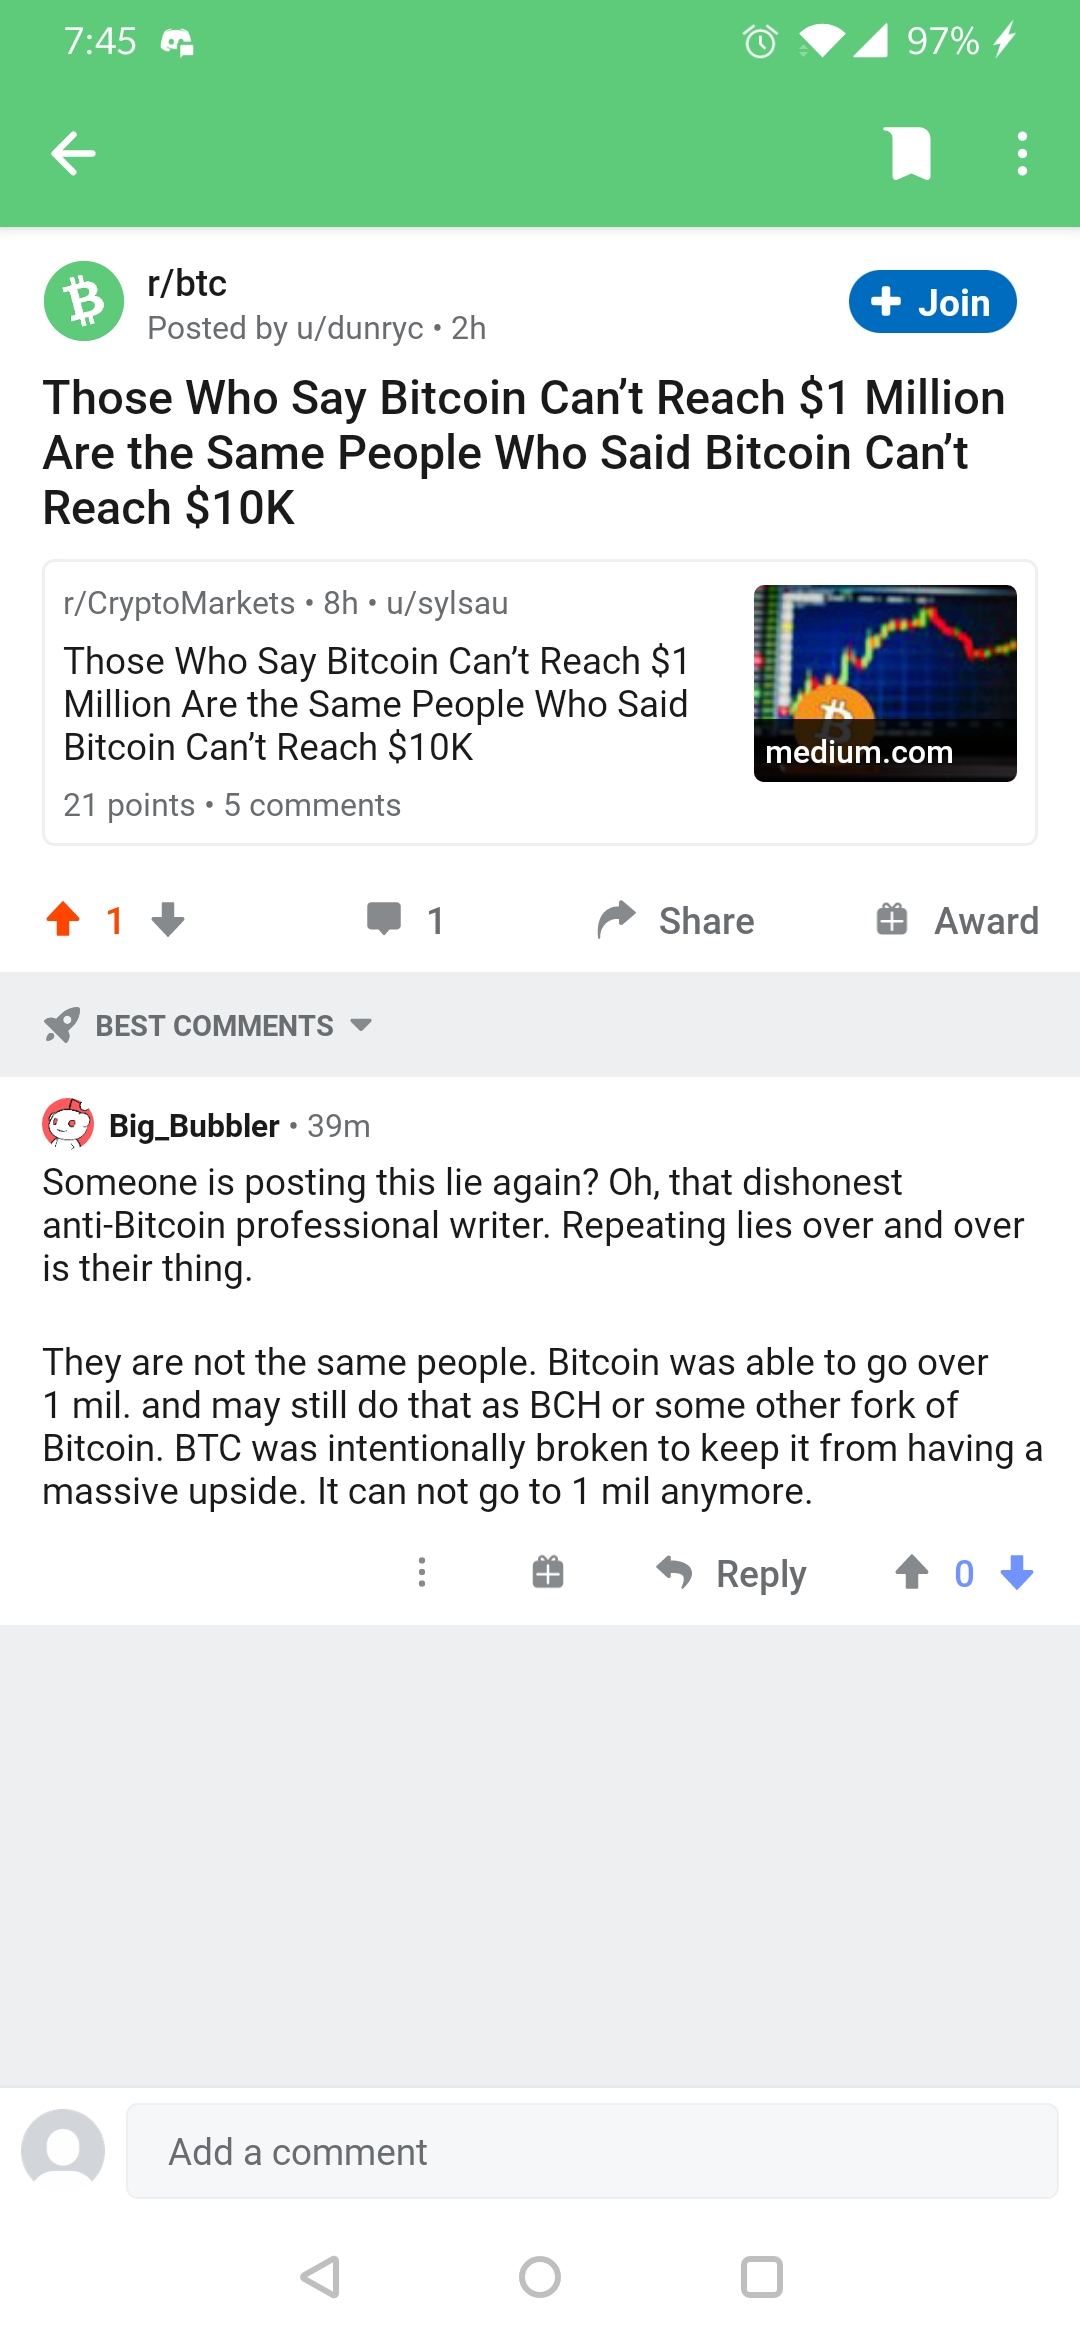 7:45
97%
r/btc
Posted by u/dunryc • 2h
Join
Those Who Say Bitcoin Can’t Reach $1 Million
Are the Same People Who Said Bitcoin Can’t
Reach $10K
r/CryptoMarkets • 8h • u/sylsau
Those Who Say Bitcoin Can’t Reach $1
Million Are the Same People Who Said
Bitcoin Can’t Reach $10K
medium.com
21 points • 5 comments
1
1
Share
Award
BEST COMMENTS
Big_Bubbler • 39m
Someone is posting this lie again? Oh, that dishonest
anti-Bitcoin professional writer. Repeating lies over and over
is their thing.
They are not the same people. Bitcoin was able to go over
1 mil. and may still do that as BCH or some other fork of
Bitcoin. BTC was intentionally broken to keep it from having a
massive upside. It can not go to 1 mil anymore.
Reply
0
Add a comment